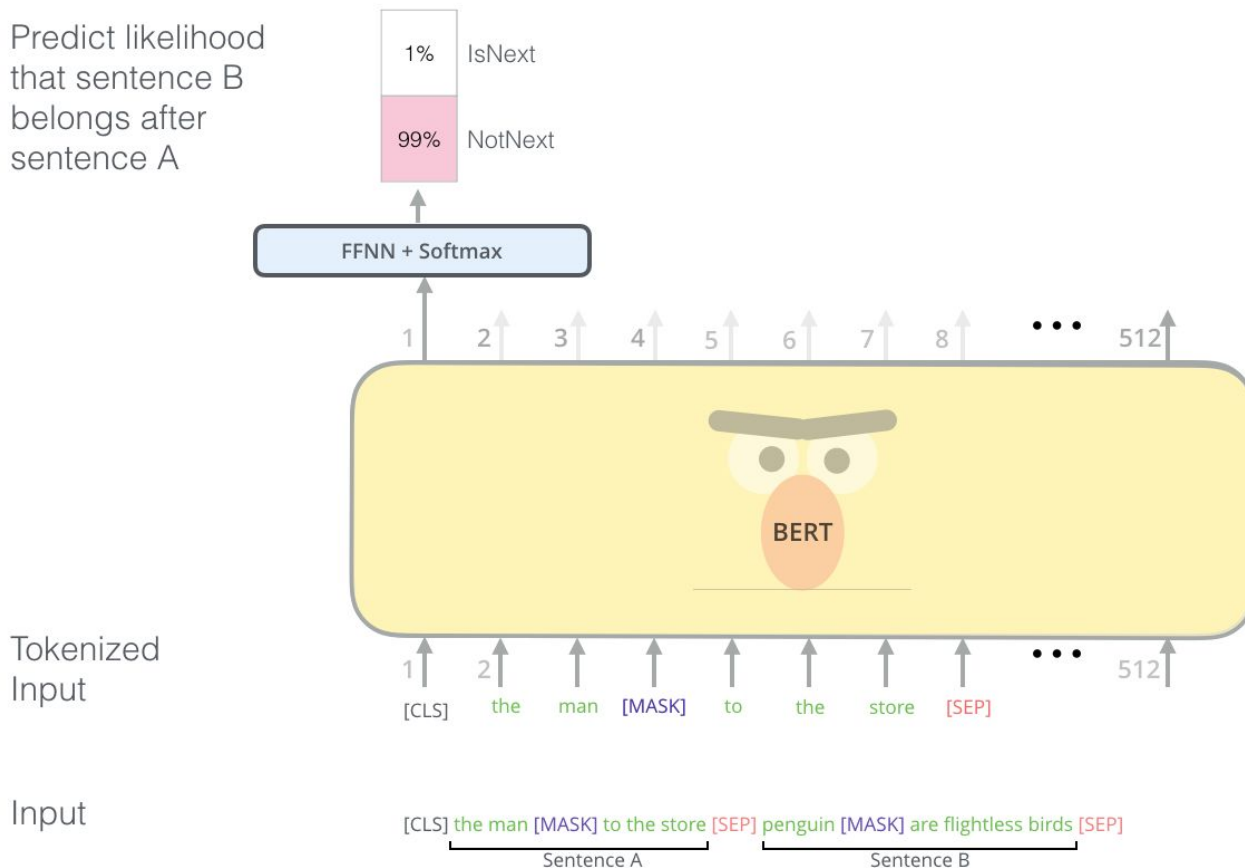 Predict likelihood
that sentence B
belongs after
sentence A
1% IsNext
99% NotNext
FFNN + Softmax
1 2 3 4 5 6 7 8 ••• 512
BERT
Tokenized
Input
1 2 ••• 512
[CLS] the man [MASK] to the store [SEP]
Input
[CLS] the man [MASK] to the store [SEP] penguin [MASK] are flightless birds [SEP]
Sentence A Sentence B